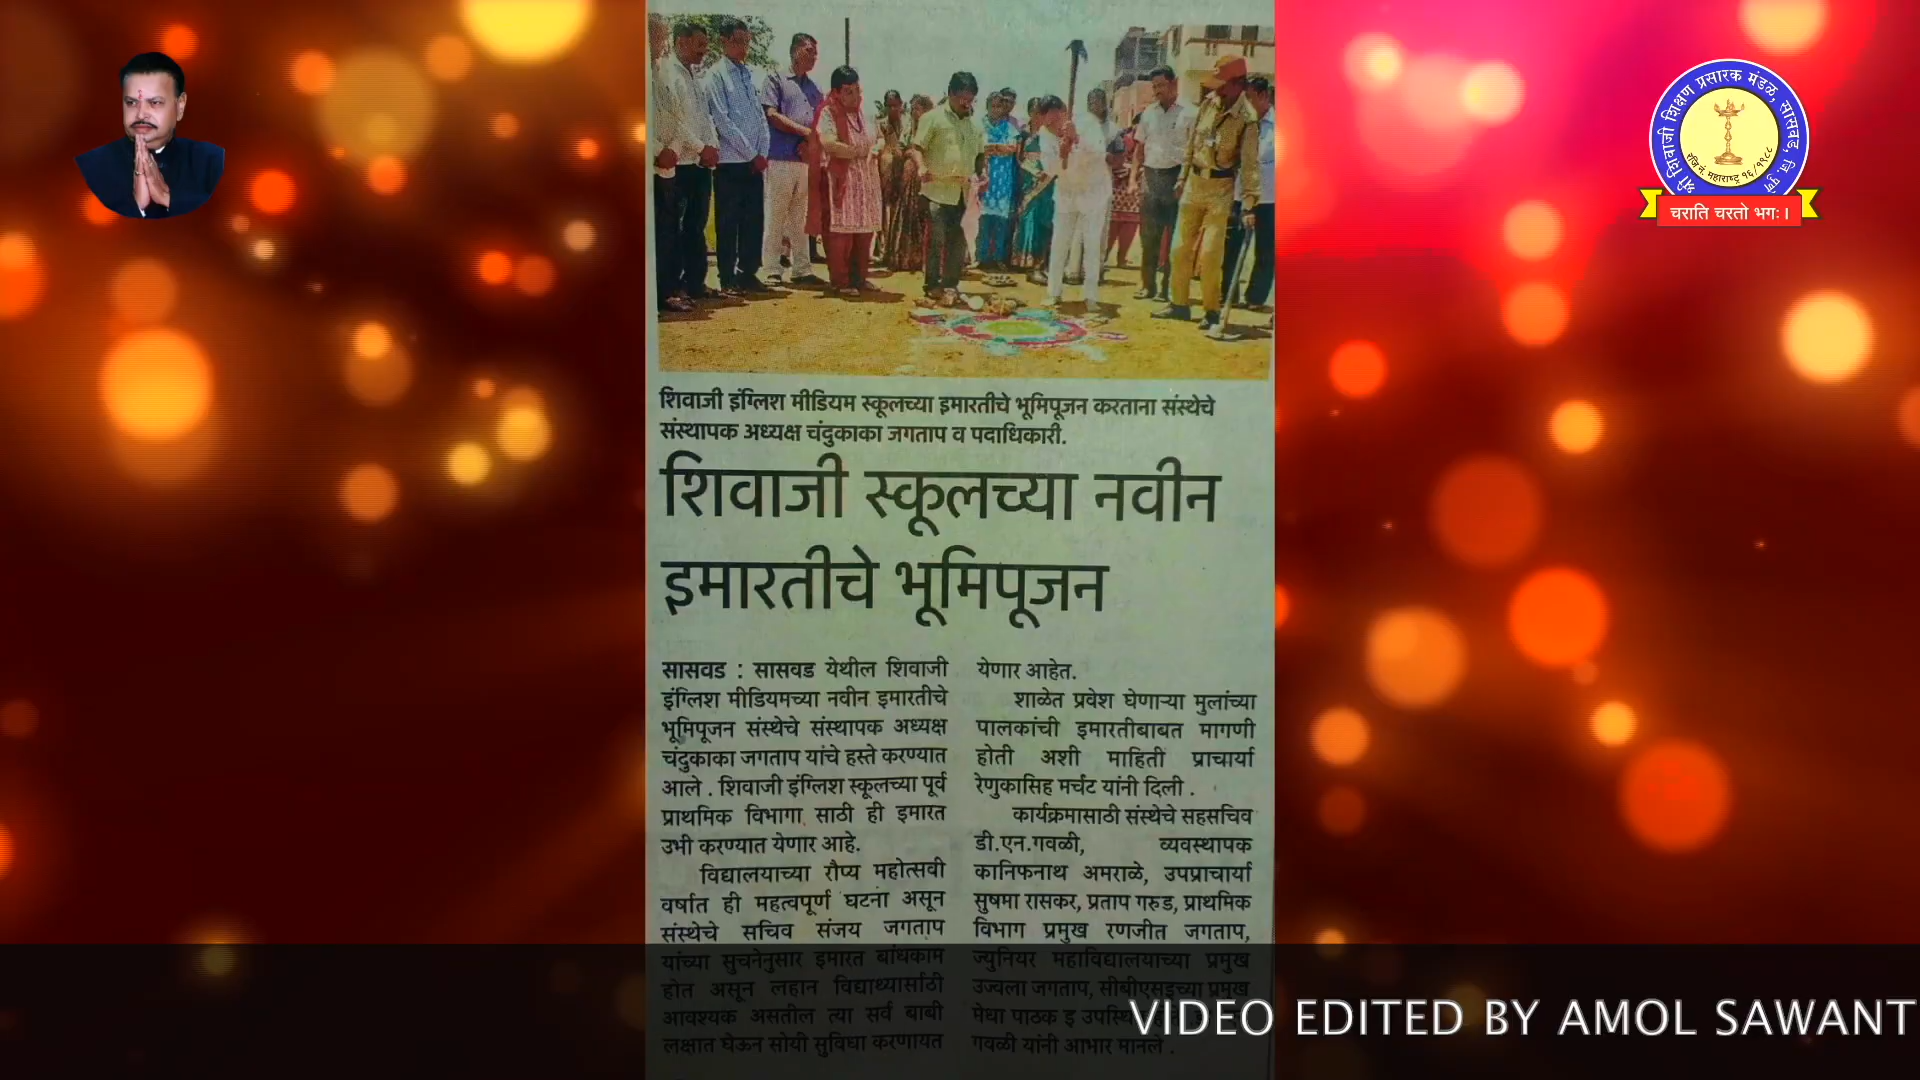 श्री शिवाजी शिक्षण प्रसारक मंडळ, सासवड, जि. पुणे
रजि नं. महाराष्ट्र १६/१९८८
चराति चरतो भगः।
शिवाजी इंग्लिश मीडियम स्कूलच्या इमारतीचे भूमिपूजन करताना संस्थेचे
संस्थापक अध्यक्ष चंदुकाका जगताप व पदाधिकारी.
शिवाजी स्कूलच्या नवीन
इमारतीचे भूमिपूजन
सासवड : सासवड येथील शिवाजी
इंग्लिश मीडियमच्या नवीन इमारतीचे
भूमिपूजन संस्थेचे संस्थापक अध्यक्ष
चंदुकाका जगताप यांचे हस्ते करण्यात
आले . शिवाजी इंग्लिश स्कूलच्या पूर्व
प्राथमिक विभागा साठी ही इमारत
उभी करण्यात येणार आहे.
विद्यालयाच्या रौप्य महोत्सवी
वर्षात ही महत्वपूर्ण घटना असून
संस्थेचे सचिव संजय जगताप
यांच्या सुचनेनुसार इमारत बांधकाम
होत असून लहान विद्यार्थ्यासाठी
आवश्यक असतील त्या सर्व बाबी
लक्षात घेऊन सोयी सुविधा करणायत
येणार आहेत.
शाळेत प्रवेश घेणाऱ्या मुलांच्या
पालकांची इमारतीबाबत मागणी
होती अशी माहिती प्राचार्या
रेणुकासिह मर्चंट यांनी दिली .
कार्यक्रमासाठी संस्थेचे सहसचिव
डी.एन.गवळी, व्यवस्थापक
कानिफनाथ अमराळे, उपप्राचार्या
सुषमा रासकर, प्रताप गरुड, प्राथमिक
विभाग प्रमुख रणजीत जगताप,
ज्युनियर महाविद्यालयाच्या प्रमुख
उज्वला जगताप, सीबीएसइच्या प्रमुख
मेधा पाठक इ
गवळी यांनी आभार मानले .
VIDEO EDITED BY AMOL SAWANT